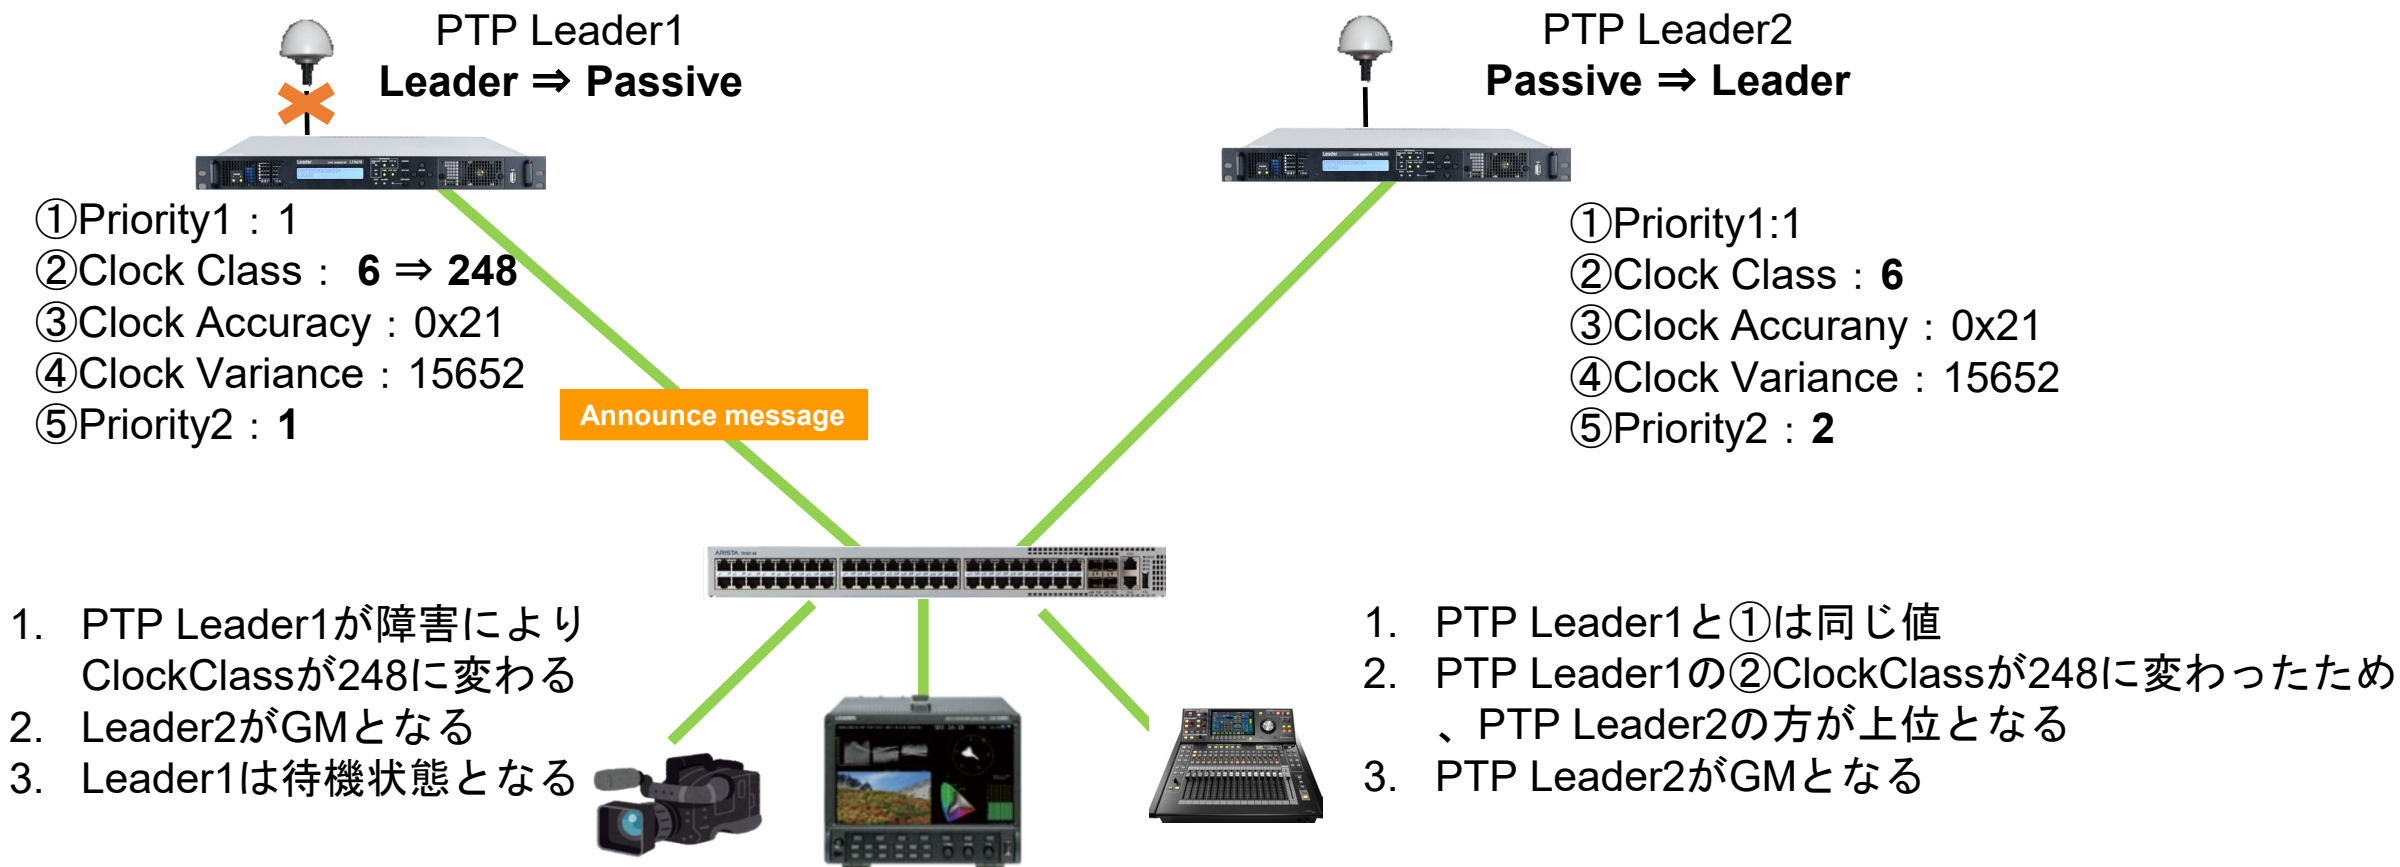 PTP Leader1
Leader ⇒ Passive
PTP Leader2
Passive ⇒ Leader
①Priority1：1
②Clock Class： 6 ⇒ 248
③Clock Accuracy：0x21
④Clock Variance：15652
⑤Priority2：1
①Priority1:1
②Clock Class：6
③Clock Accurany：0x21
④Clock Variance：15652
⑤Priority2：2
Announce message
ARISTA
1. PTP Leader1が障害により
ClockClassが248に変わる
2. Leader2がGMとなる
3. Leader1は待機状態となる
1. PTP Leader1と①は同じ値
2. PTP Leader1の②ClockClassが248に変わったため
、PTP Leader2の方が上位となる
3. PTP Leader2がGMとなる